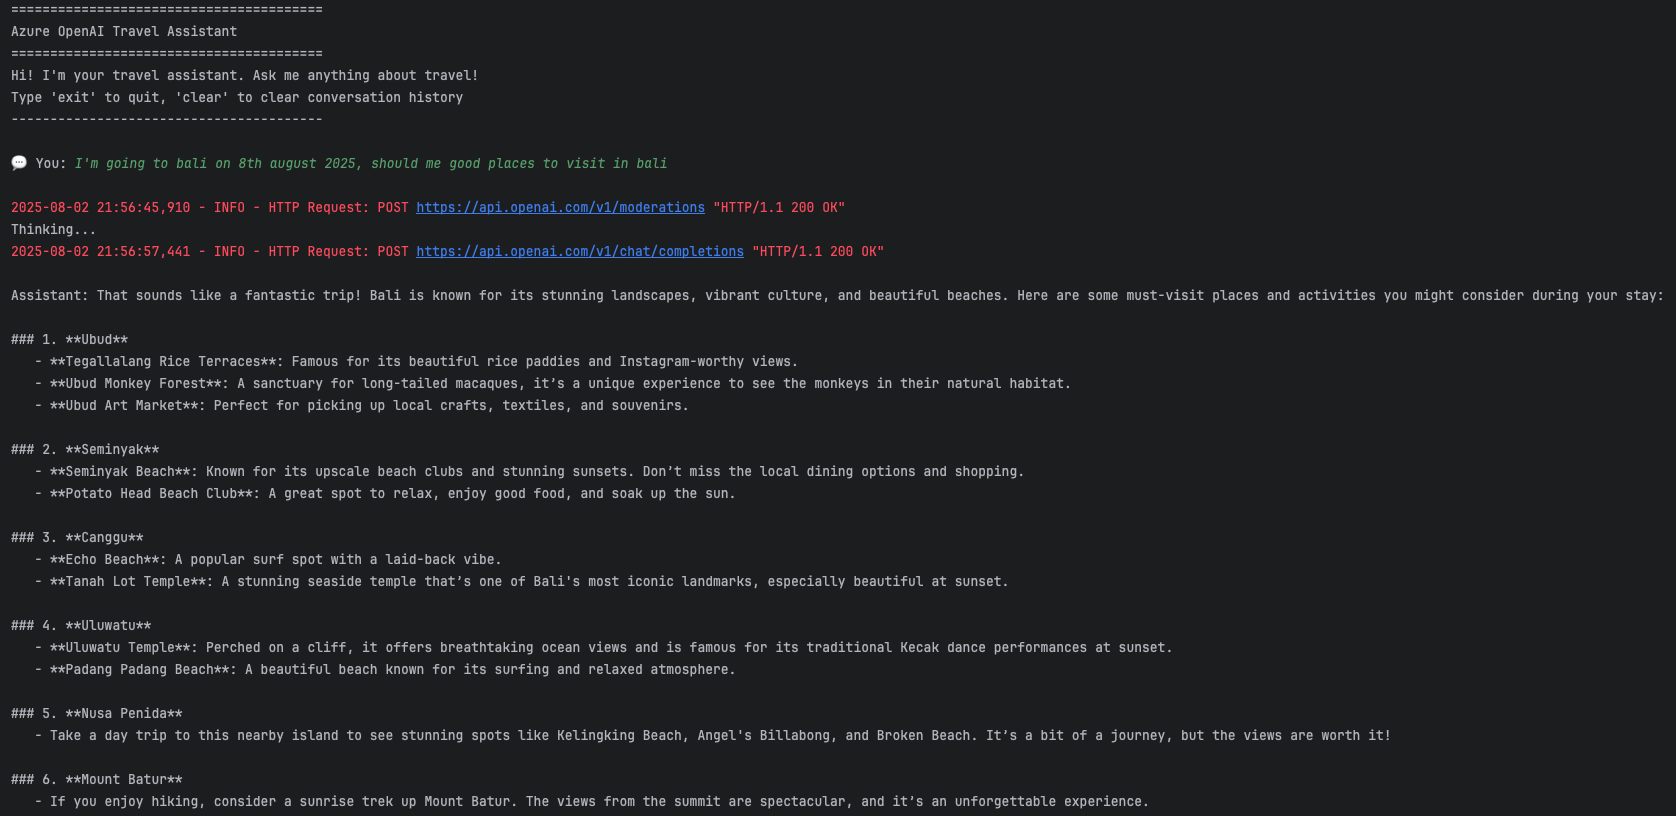 ========================================
Azure OpenAI Travel Assistant
========================================
Hi! I'm your travel assistant. Ask me anything about travel!
Type 'exit' to quit, 'clear' to clear conversation history
----------------------------------------
💬 You: I'm going to bali on 8th august 2025, should me good places to visit in bali
2025-08-02 21:56:45,910 - INFO - HTTP Request: POST https://api.openai.com/v1/moderations "HTTP/1.1 200 OK"
Thinking...
2025-08-02 21:56:57,441 - INFO - HTTP Request: POST https://api.openai.com/v1/chat/completions "HTTP/1.1 200 OK"
Assistant: That sounds like a fantastic trip! Bali is known for its stunning landscapes, vibrant culture, and beautiful beaches. Here are some must-visit places and activities you might consider during your stay:
### 1. **Ubud**
   - **Tegallalang Rice Terraces**: Famous for its beautiful rice paddies and Instagram-worthy views.
   - **Ubud Monkey Forest**: A sanctuary for long-tailed macaques, it’s a unique experience to see the monkeys in their natural habitat.
   - **Ubud Art Market**: Perfect for picking up local crafts, textiles, and souvenirs.
### 2. **Seminyak**
   - **Seminyak Beach**: Known for its upscale beach clubs and stunning sunsets. Don’t miss the local dining options and shopping.
   - **Potato Head Beach Club**: A great spot to relax, enjoy good food, and soak up the sun.
### 3. **Canggu**
   - **Echo Beach**: A popular surf spot with a laid-back vibe.
   - **Tanah Lot Temple**: A stunning seaside temple that’s one of Bali's most iconic landmarks, especially beautiful at sunset.
### 4. **Uluwatu**
   - **Uluwatu Temple**: Perched on a cliff, it offers breathtaking ocean views and is famous for its traditional Kecak dance performances at sunset.
   - **Padang Padang Beach**: A beautiful beach known for its surfing and relaxed atmosphere.
### 5. **Nusa Penida**
   - Take a day trip to this nearby island to see stunning spots like Kelingking Beach, Angel's Billabong, and Broken Beach. It’s a bit of a journey, but the views are worth it!
### 6. **Mount Batur**
   - If you enjoy hiking, consider a sunrise trek up Mount Batur. The views from the summit are spectacular, and it’s an unforgettable experience.